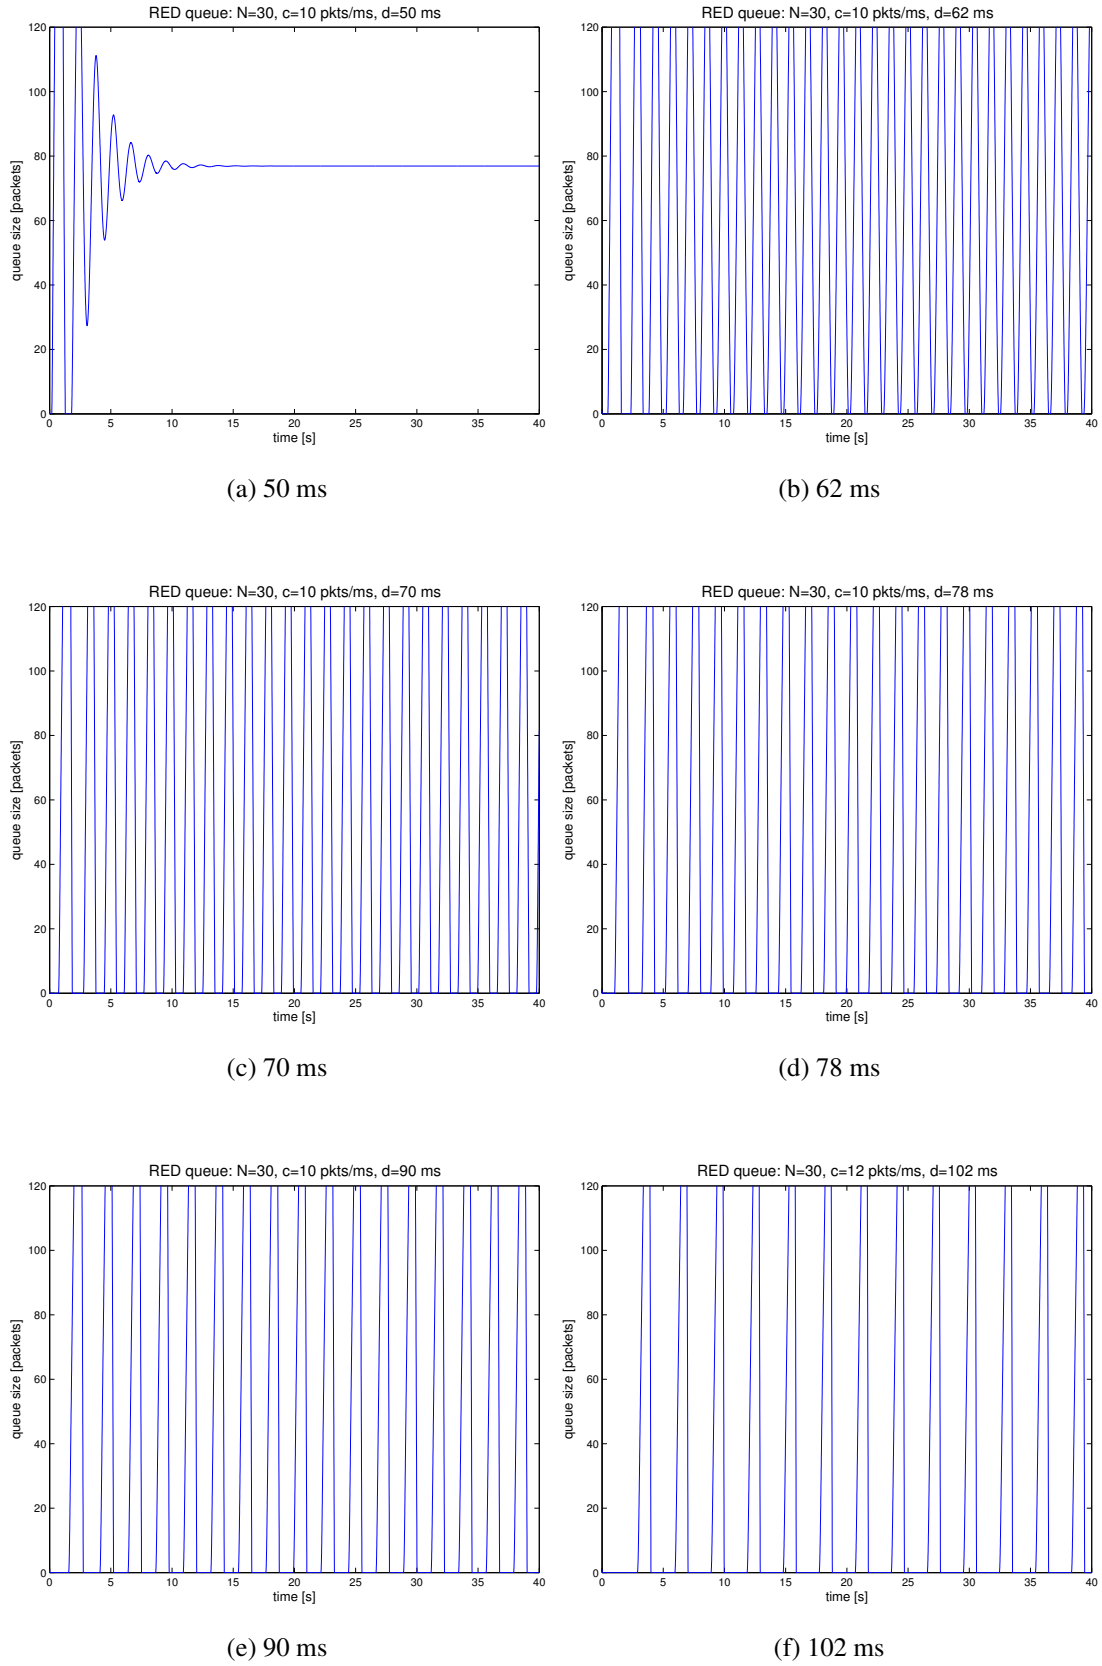 RED queue: N=30, c=10 pkts/ms, d=50 ms
120
100
80
60
40
20
0
queue size [packets]
0 5 10 15 20 25 30 35 40
time [s]
(a) 50 ms
RED queue: N=30, c=10 pkts/ms, d=62 ms
120
100
80
60
40
20
0
queue size [packets]
0 5 10 15 20 25 30 35 40
time [s]
(b) 62 ms
RED queue: N=30, c=10 pkts/ms, d=70 ms
120
100
80
60
40
20
0
queue size [packets]
0 5 10 15 20 25 30 35 40
time [s]
(c) 70 ms
RED queue: N=30, c=10 pkts/ms, d=78 ms
120
100
80
60
40
20
0
queue size [packets]
0 5 10 15 20 25 30 35 40
time [s]
(d) 78 ms
RED queue: N=30, c=10 pkts/ms, d=90 ms
120
100
80
60
40
20
0
queue size [packets]
0 5 10 15 20 25 30 35 40
time [s]
(e) 90 ms
RED queue: N=30, c=12 pkts/ms, d=102 ms
120
100
80
60
40
20
0
queue size [packets]
0 5 10 15 20 25 30 35 40
time [s]
(f) 102 ms